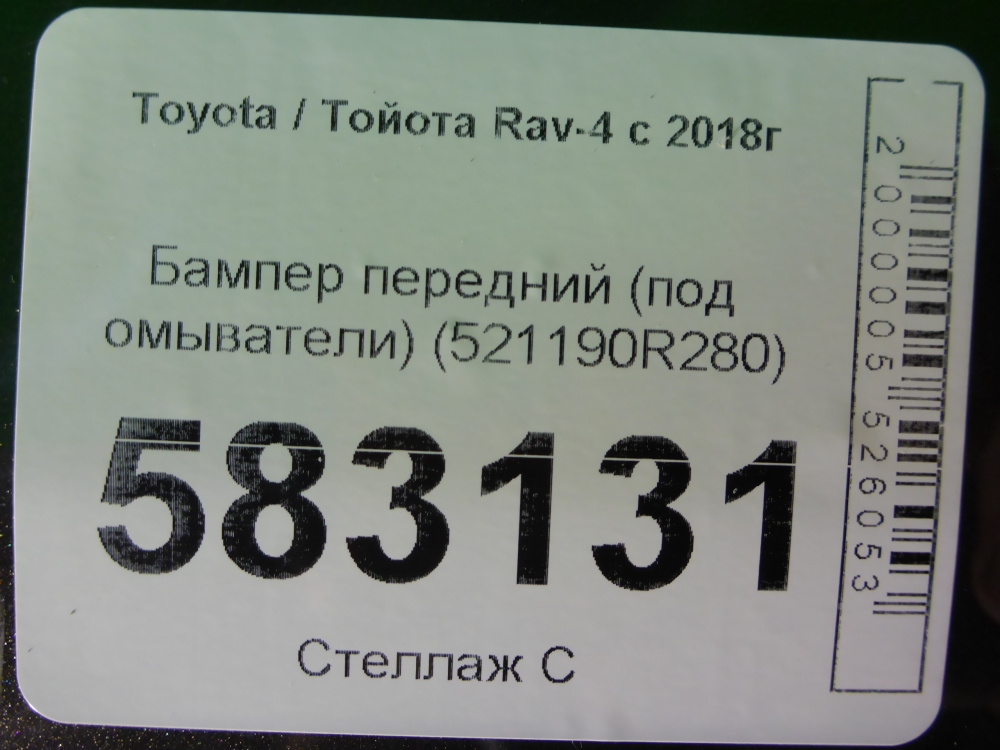 Toyota / Тойота Rav-4 с 2018г
Бампер передний (под
омыватели) (521190R280)
583131
Стеллаж С
2000005526053